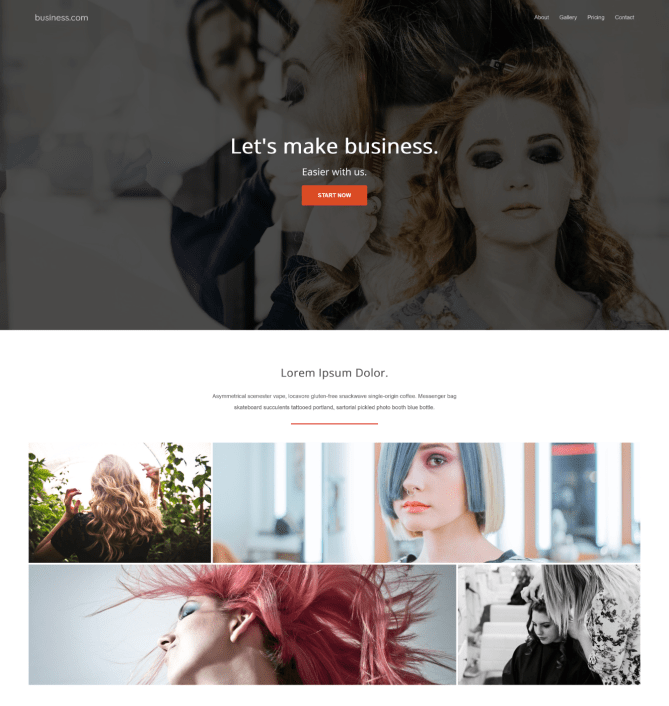 business.com
About Gallery Pricing Contact
Let's make business.
Easier with us.
START NOW
Lorem Ipsum Dolor.
Asymmetrical scenester vape, locavore gluten-free snackwave single-origin coffee. Messenger bag
skateboard succulents tattooed portland, sartorial pickled photo booth blue bottle.